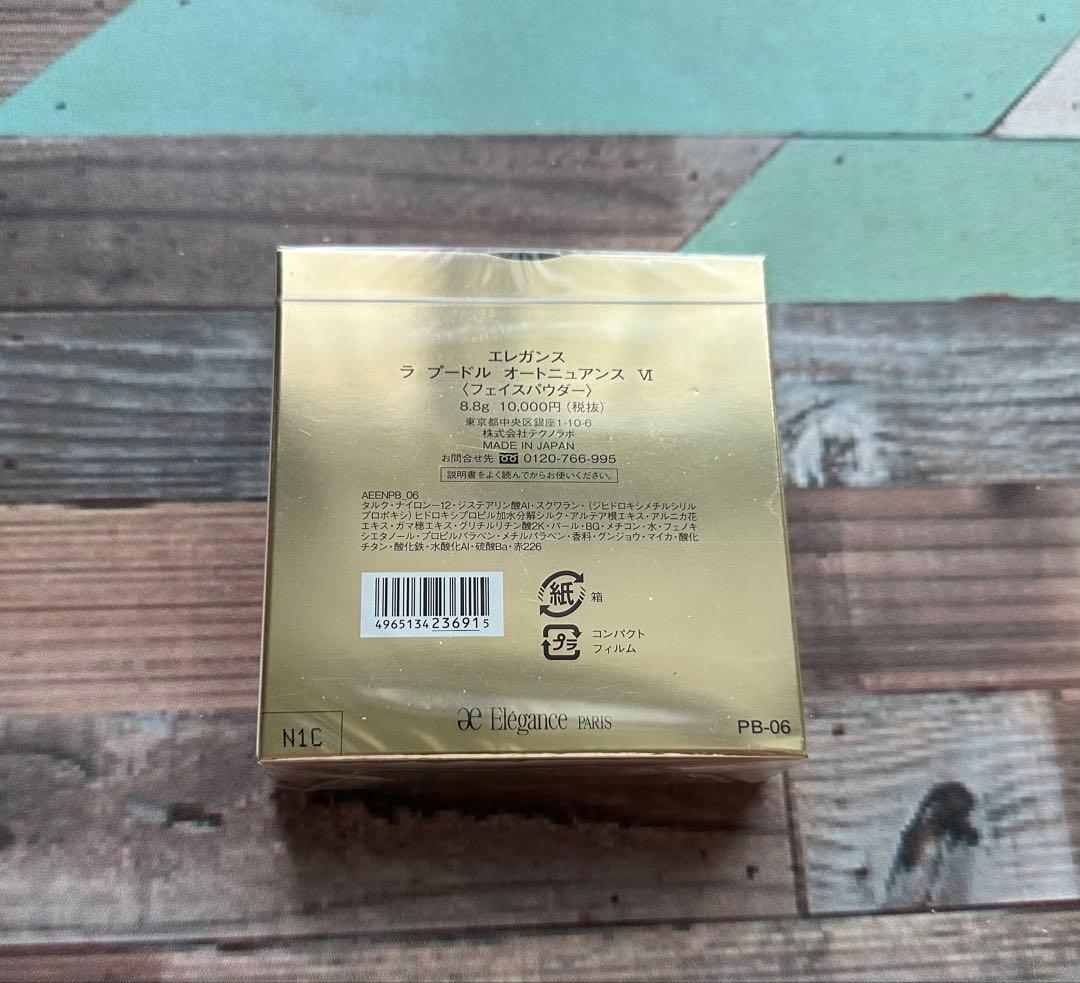 エレガンス
ラ プードル オートニュアンス Ⅵ
〈フェイスパウダー〉
8.8g 10,000円(税抜)
東京都中央区銀座1-10-6
株式会社テクノラボ
MADE IN JAPAN
お問合せ先 0120-766-995
説明書をよく読んでからお使いください。
AEENPB_06
タルク・ナイロン-12・ジステアリン酸Al・スクワラン・(ジヒドロキシメチルシリル
プロポキシ)ヒドロキシプロピル加水分解シルク・アルテア根エキス・アルニカ花
エキス・ガマ穂エキス・グリチルリチン酸2K・パール・BG・メチコン・水・フェノキ
シエタノール・プロピルパラベン・メチルパラベン・香料・グンジョウ・マイカ・酸化
チタン・酸化鉄・水酸化Al・硫酸Ba・赤226
4965134236915
紙 箱
プラ コンパクト
フィルム
æ Elégance PARIS
PB-06
N1C